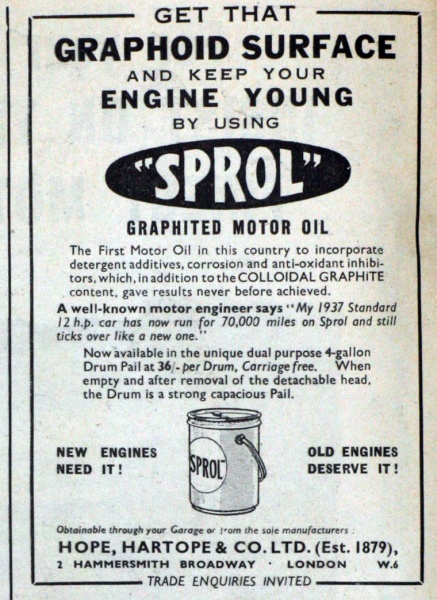 GET THAT
GRAPHOID SURFACE
AND KEEP YOUR
ENGINE YOUNG
BY USING
"SPROL"
GRAPHITED MOTOR OIL
The First Motor Oil in this country to incorporate
detergent additives, corrosion and anti-oxidant inhibi-
tors, which, in addition to the COLLOIDAL GRAPHITE
content, gave results never before achieved.
A well-known motor engineer says "My 1937 Standard
12 h.p. car has now run for 70,000 miles on Sprol and still
ticks over like a new one."
Now available in the unique dual purpose 4-gallon
Drum Pail at 36/- per Drum, Carriage free. When
empty and after removal of the detachable head,
the Drum is a strong capacious Pail.
NEW ENGINES
NEED IT!
SPROL
OLD ENGINES
DESERVE IT!
Obtainable through your Garage or from the sole manufacturers :
HOPE, HARTOPE & CO. LTD. (Est. 1879),
2 HAMMERSMITH BROADWAY · LONDON W.6
TRADE ENQUIRIES INVITED